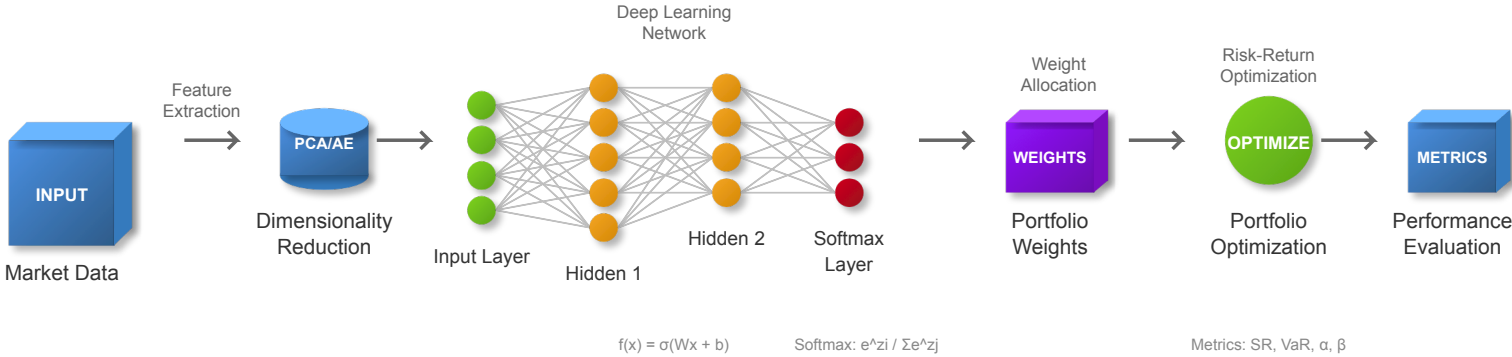 Deep Learning
Network
Feature
Extraction
Weight
Allocation
Risk-Return
Optimization
INPUT
PCA/AE
WEIGHTS
OPTIMIZE
METRICS
Market Data
Dimensionality
Reduction
Input Layer
Hidden 1
Hidden 2
Softmax
Layer
Portfolio
Weights
Portfolio
Optimization
Performance
Evaluation
f(x) = σ(Wx + b)
Softmax: e^zi / Σe^zj
Metrics: SR, VaR, α, β